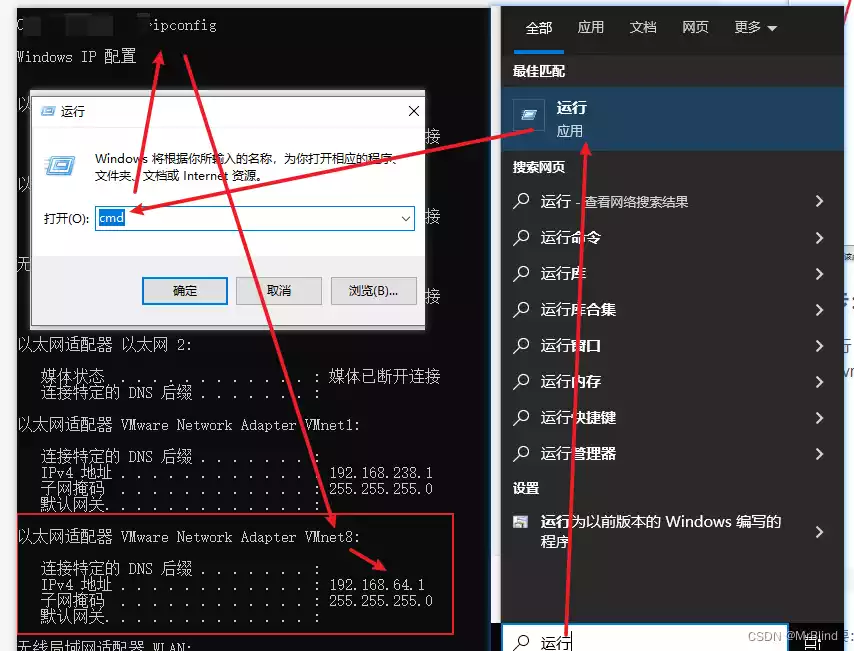 ipconfig
Windows IP 配置
以
接
以
接
无
接
运行
Windows 将根据你所输入的名称，为你打开相应的程序、
文件夹、文档或 Internet 资源。
打开(O):
cmd
确定
取消
浏览(B)...
以太网适配器 以太网 2:
媒体状态 . . . . . . . . . . . . : 媒体已断开连接
连接特定的 DNS 后缀 . . . . . . . :
以太网适配器 VMware Network Adapter VMnet1:
连接特定的 DNS 后缀 . . . . . . . :
IPv4 地址 . . . . . . . . . . . . : 192.168.238.1
子网掩码 . . . . . . . . . . . . : 255.255.255.0
默认网关. . . . . . . . . . . . . :
以太网适配器 VMware Network Adapter VMnet8:
连接特定的 DNS 后缀 . . . . . . . :
IPv4 地址 . . . . . . . . . . . . : 192.168.64.1
子网掩码 . . . . . . . . . . . . : 255.255.255.0
默认网关. . . . . . . . . . . . . :
无线局域网适配器 WLAN:
全部 应用 文档 网页 更多
最佳匹配
运行
应用
搜索网页
运行 - 查看网络搜索结果
运行命令
运行库
运行库合集
运行窗口
运行内存
运行快捷键
运行管理器
设置
运行为以前版本的 Windows 编写的
程序
运行
CSDN @MrBlind